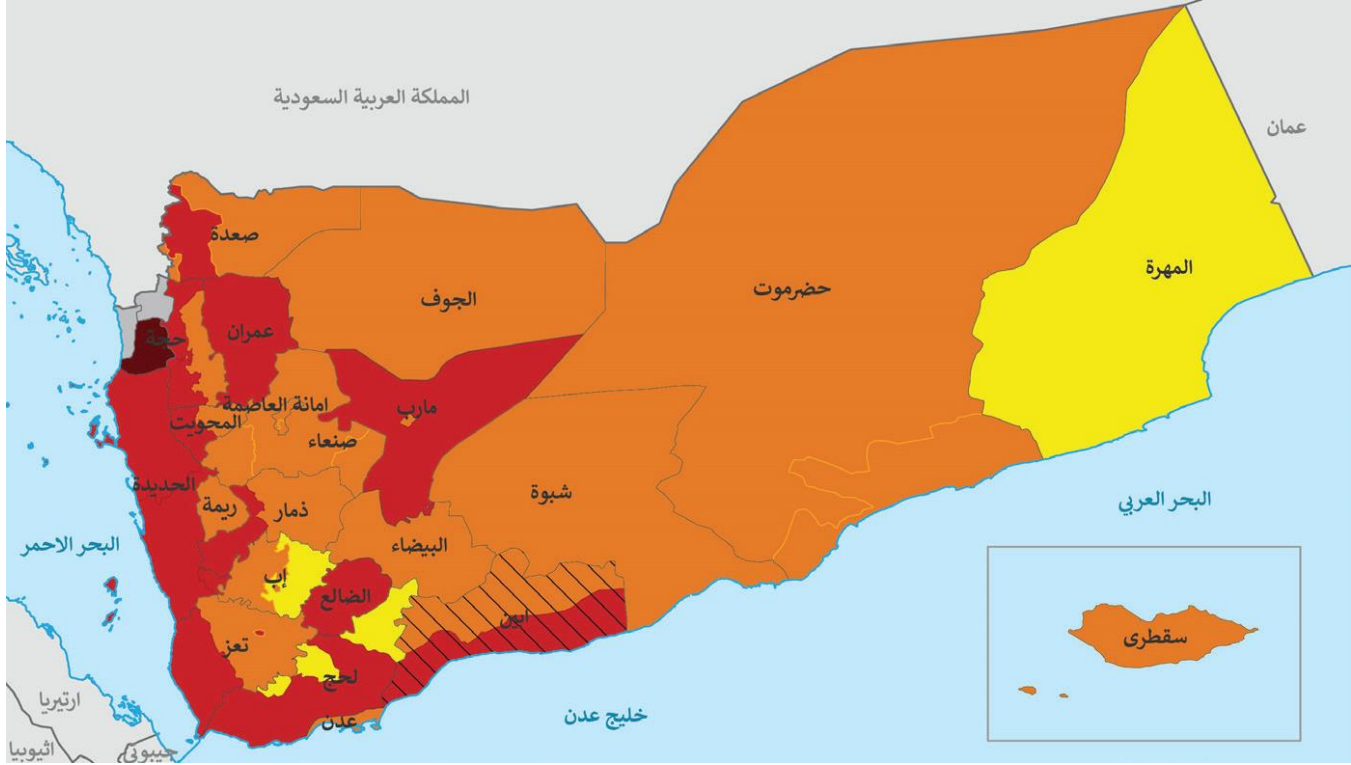 المملكة العربية السعودية
عمان
صعدة
المهرة
حضرموت
الجوف
عمران
حجة
امانة العاصمة
مارب
المحويت
صنعاء
الحديدة
شبوة
ريمة
ذمار
البحر العربي
البحر الاحمر
البيضاء
إب
الضالع
ابين
سقطرى
تعز
لحج
ارتيريا
خليج عدن
عدن
اثيوبيا
جيبوتي